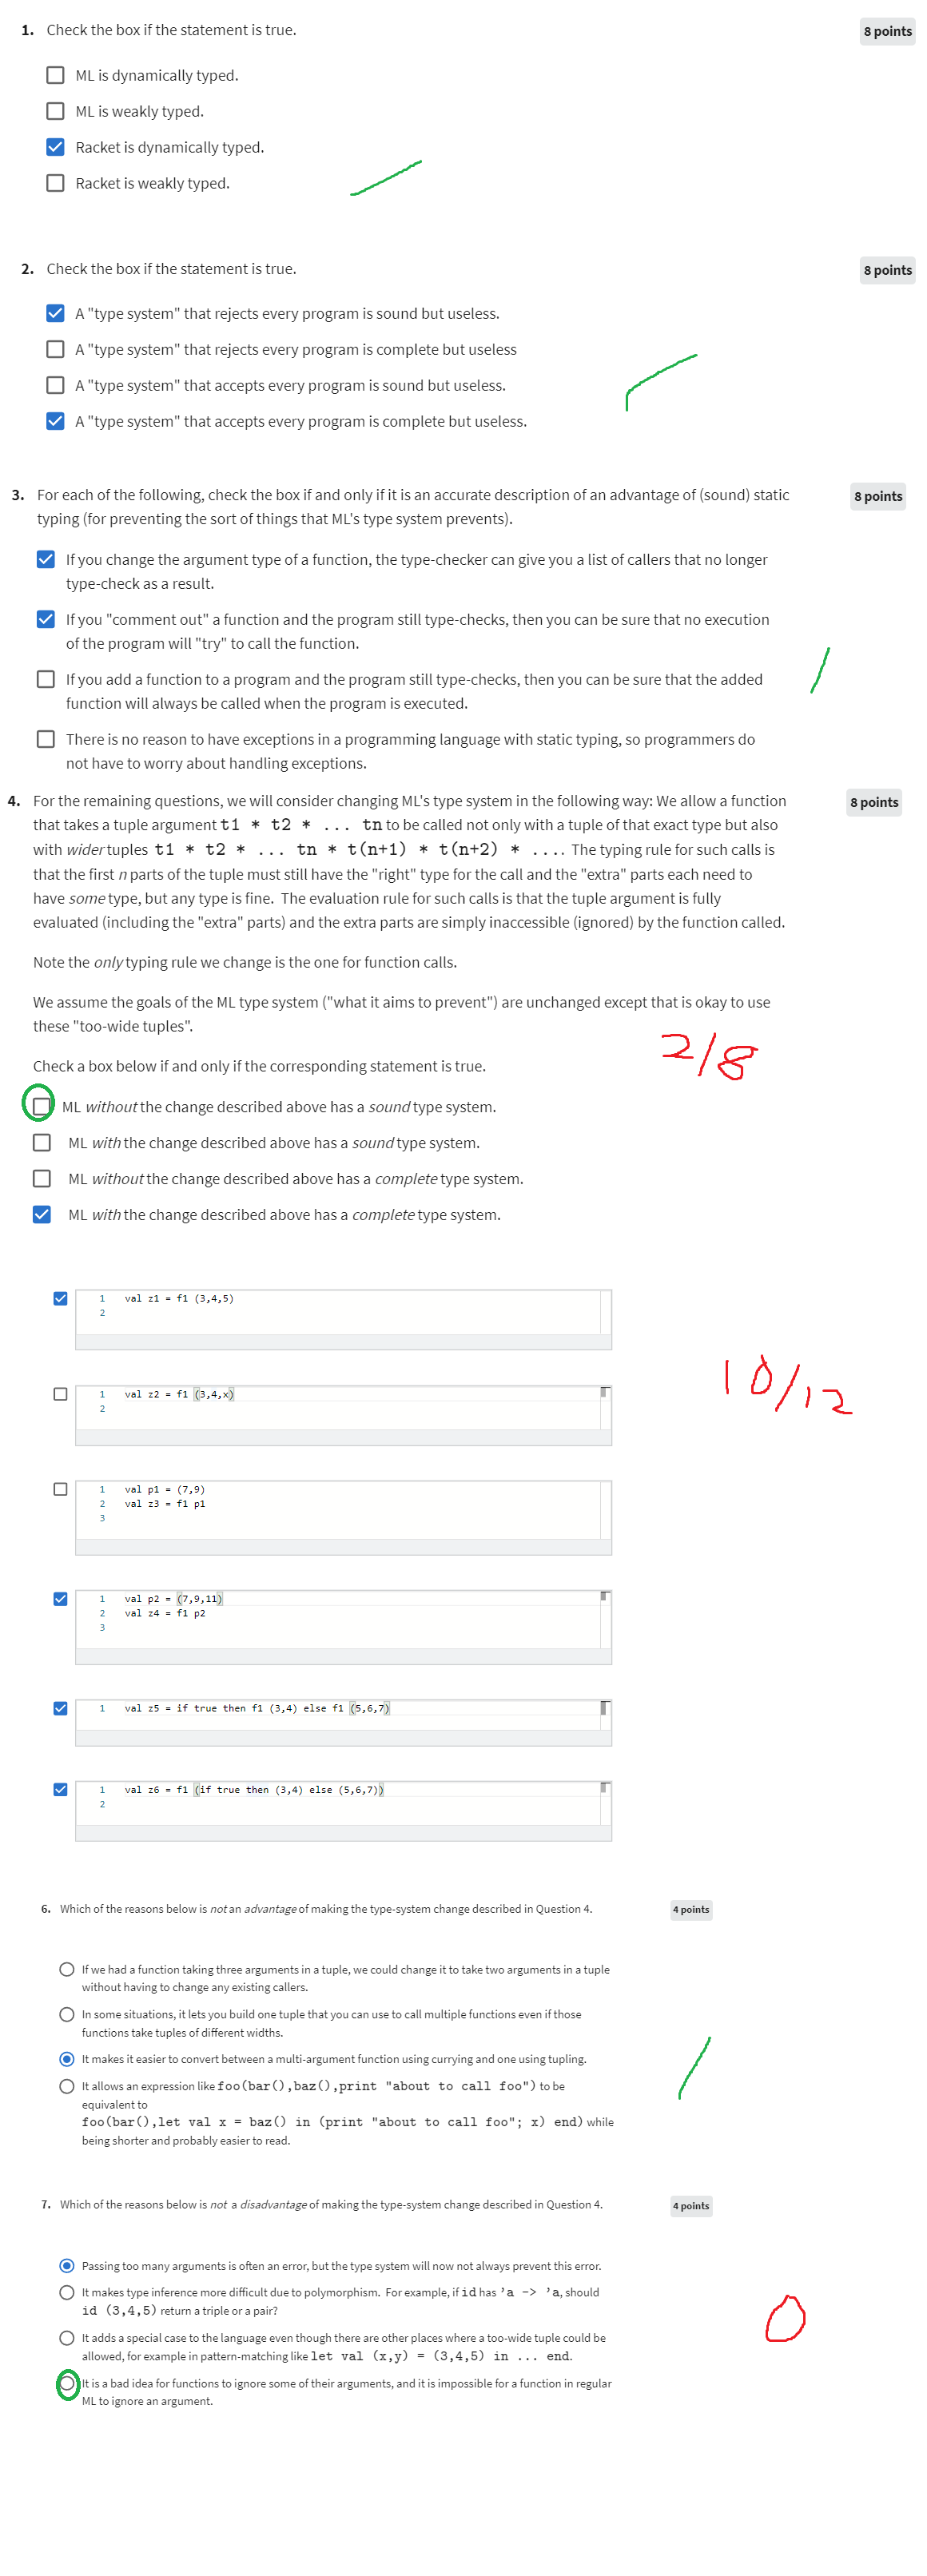 1. Check the box if the statement is true.
8 points
ML is dynamically typed.
ML is weakly typed.
Racket is dynamically typed.
Racket is weakly typed.
2. Check the box if the statement is true.
8 points
A "type system" that rejects every program is sound but useless.
A "type system" that rejects every program is complete but useless
A "type system" that accepts every program is sound but useless.
A "type system" that accepts every program is complete but useless.
3. For each of the following, check the box if and only if it is an accurate description of an advantage of (sound) static
8 points
typing (for preventing the sort of things that ML's type system prevents).
If you change the argument type of a function, the type-checker can give you a list of callers that no longer
type-check as a result.
If you "comment out" a function and the program still type-checks, then you can be sure that no execution
of the program will "try" to call the function.
If you add a function to a program and the program still type-checks, then you can be sure that the added
function will always be called when the program is executed.
There is no reason to have exceptions in a programming language with static typing, so programmers do
not have to worry about handling exceptions.
4. For the remaining questions, we will consider changing ML's type system in the following way: We allow a function
8 points
that takes a tuple argument t1 * t2 * ... tn to be called not only with a tuple of that exact type but also
with wider tuples t1 * t2 * ... tn * t(n+1) * t(n+2) * .... The typing rule for such calls is
that the first n parts of the tuple must still have the "right" type for the call and the "extra" parts each need to
have some type, but any type is fine. The evaluation rule for such calls is that the tuple argument is fully
evaluated (including the "extra" parts) and the extra parts are simply inaccessible (ignored) by the function called.
Note the only typing rule we change is the one for function calls.
We assume the goals of the ML type system ("what it aims to prevent") are unchanged except that is okay to use
these "too-wide tuples".
2/8
Check a box below if and only if the corresponding statement is true.
ML without the change described above has a sound type system.
ML with the change described above has a sound type system.
ML without the change described above has a complete type system.
ML with the change described above has a complete type system.
1 val z1 = f1 (3,4,5)
2
10/12
1 val z2 = f1 (3,4,x)
2
1 val p1 = (7,9)
2 val z3 = f1 p1
3
1 val p2 = (7,9,11)
2 val z4 = f1 p2
3
1 val z5 = if true then f1 (3,4) else f1 (5,6,7)
1 val z6 = f1 (if true then (3,4) else (5,6,7))
2
6. Which of the reasons below is not an advantage of making the type-system change described in Question 4.
4 points
If we had a function taking three arguments in a tuple, we could change it to take two arguments in a tuple
without having to change any existing callers.
In some situations, it lets you build one tuple that you can use to call multiple functions even if those
functions take tuples of different widths.
It makes it easier to convert between a multi-argument function using currying and one using tupling.
It allows an expression like foo(bar(),baz(),print "about to call foo") to be
equivalent to
foo(bar(),let val x = baz() in (print "about to call foo"; x) end) while
being shorter and probably easier to read.
7. Which of the reasons below is not a disadvantage of making the type-system change described in Question 4.
4 points
Passing too many arguments is often an error, but the type system will now not always prevent this error.
It makes type inference more difficult due to polymorphism. For example, if id has 'a -> 'a, should
id (3,4,5) return a triple or a pair?
0
It adds a special case to the language even though there are other places where a too-wide tuple could be
allowed, for example in pattern-matching like let val (x,y) = (3,4,5) in ... end.
It is a bad idea for functions to ignore some of their arguments, and it is impossible for a function in regular
ML to ignore an argument.